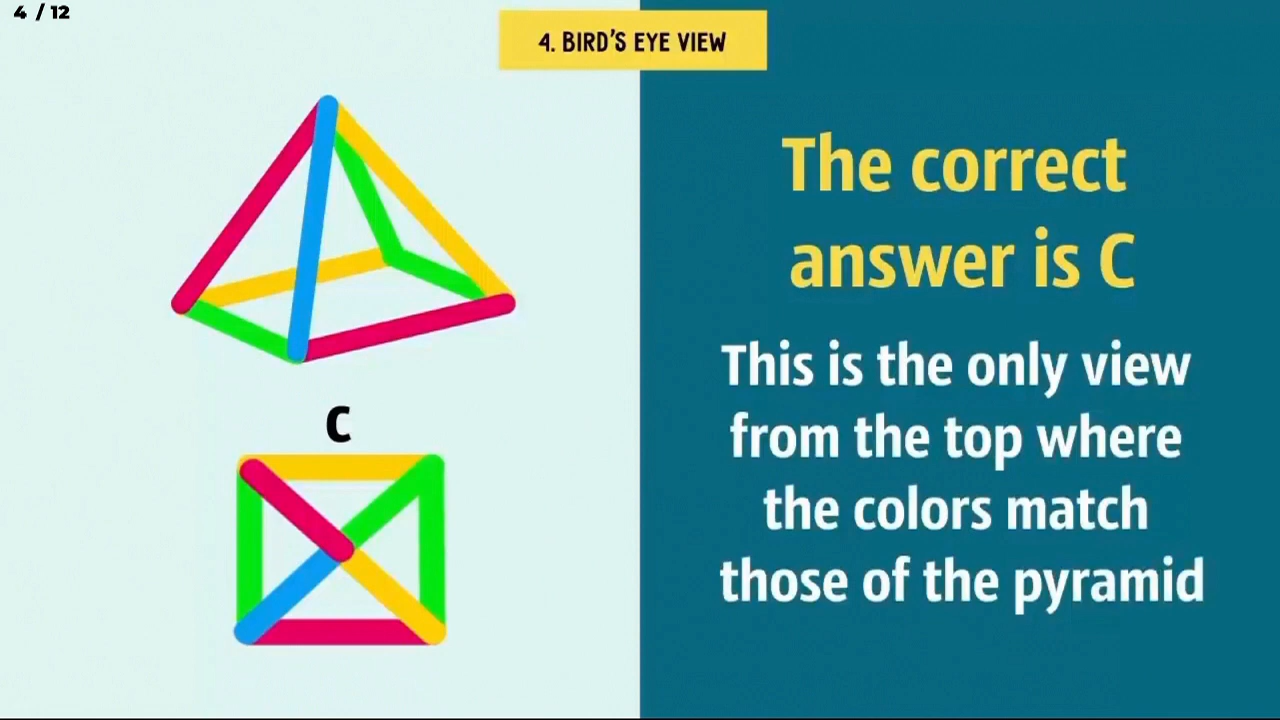 4 / 12
4. BIRD'S EYE VIEW
The correct
answer is C
This is the only view
from the top where
the colors match
those of the pyramid
C